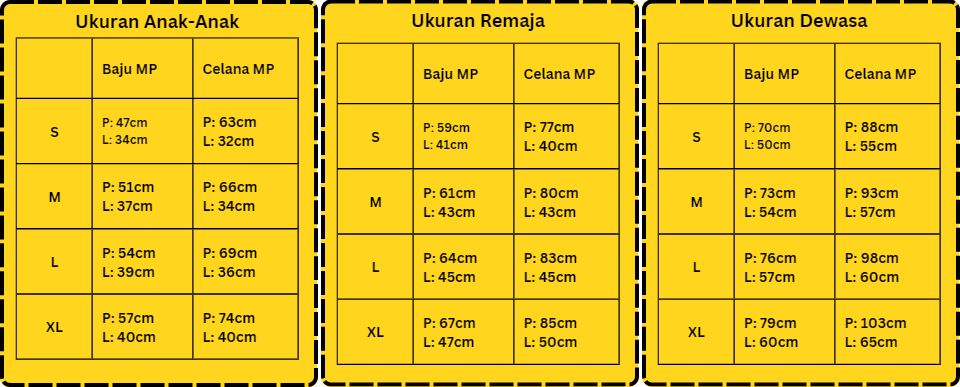 Ukuran Anak-Anak
Baju MP
Celana MP
S
P: 47cm
L: 34cm
P: 63cm
L: 32cm
M
P: 51cm
L: 37cm
P: 66cm
L: 34cm
L
P: 54cm
L: 39cm
P: 69cm
L: 36cm
XL
P: 57cm
L: 40cm
P: 74cm
L: 40cm
Ukuran Remaja
Baju MP
Celana MP
S
P: 59cm
L: 41cm
P: 77cm
L: 40cm
M
P: 61cm
L: 43cm
P: 80cm
L: 43cm
L
P: 64cm
L: 45cm
P: 83cm
L: 45cm
XL
P: 67cm
L: 47cm
P: 85cm
L: 50cm
Ukuran Dewasa
Baju MP
Celana MP
S
P: 70cm
L: 50cm
P: 88cm
L: 55cm
M
P: 73cm
L: 54cm
P: 93cm
L: 57cm
L
P: 76cm
L: 57cm
P: 98cm
L: 60cm
XL
P: 79cm
L: 60cm
P: 103cm
L: 65cm